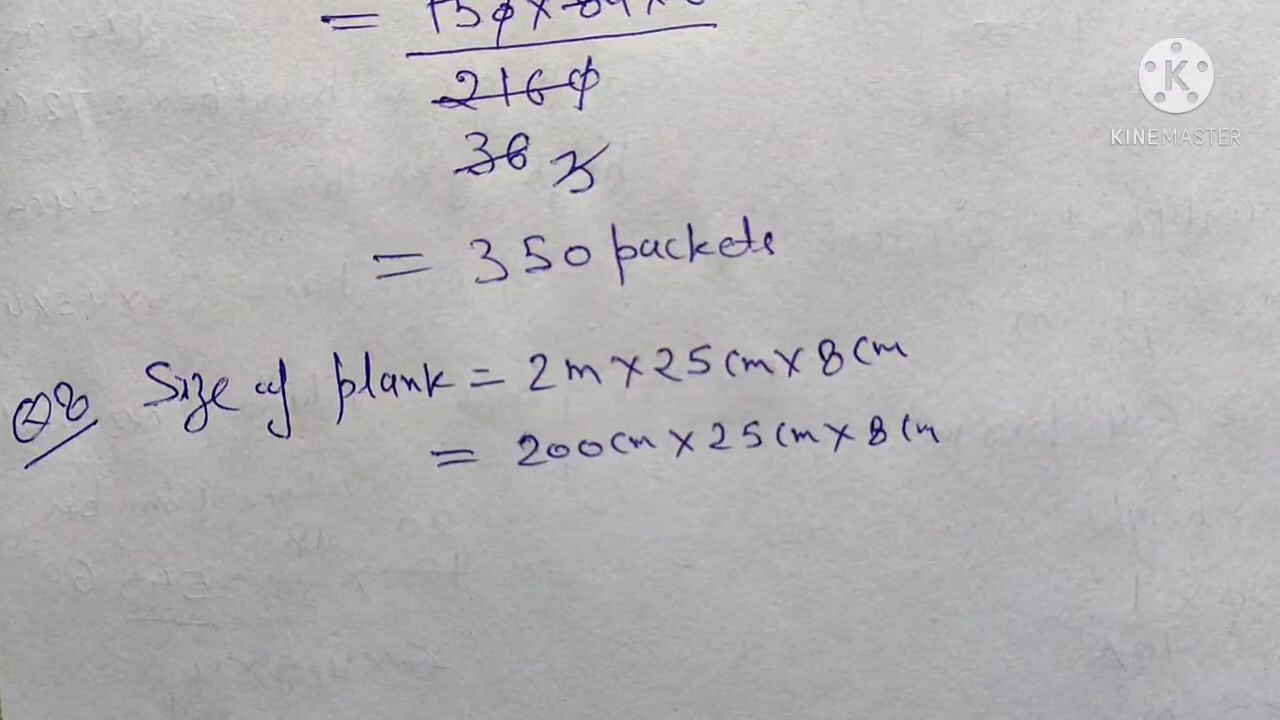 =
2160
36 3
= 350 packets
Q8 Size of plank = 2m × 25cm × 8cm
= 200cm × 25cm × 8cm
K
KINEMASTER